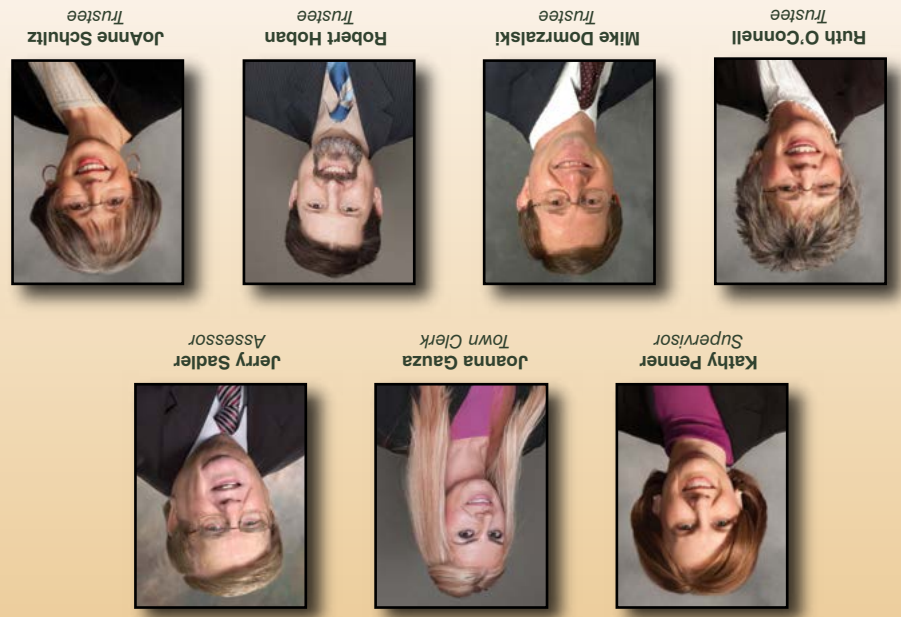 Kathy Penner
Supervisor
Joanna Gauza
Town Clerk
Jerry Sadler
Assessor
Ruth O'Connell
Trustee
Mike Domrzalski
Trustee
Robert Hoban
Trustee
JoAnne Schultz
Trustee